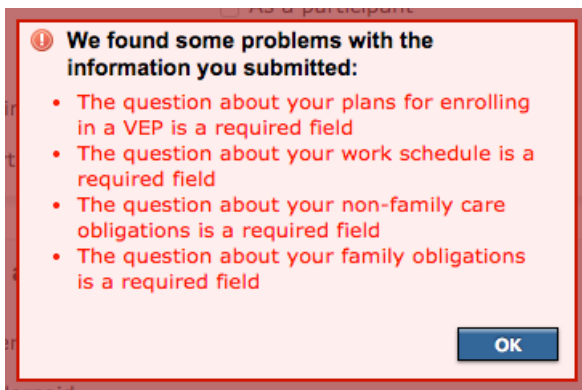 As a participant
We found some problems with the
information you submitted:
• The question about your plans for enrolling
in a VEP is a required field
• The question about your work schedule is a
required field
• The question about your non-family care
obligations is a required field
• The question about your family obligations
is a required field
OK